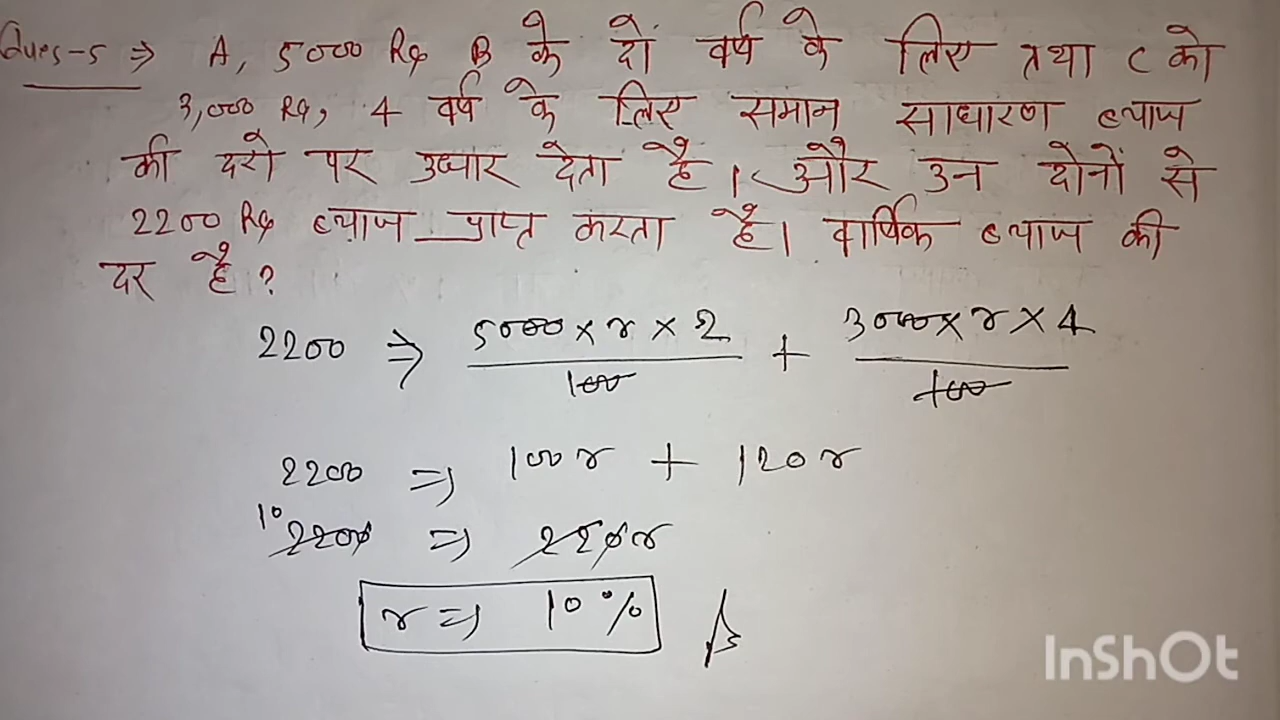 Ques-5 ⇒ A, 5000 Rs B के दो वर्ष के लिए तथा C को
3,000 Rs, 4 वर्ष के लिए समान साधारण ब्याज
की दरो पर उधार देता है। और उन दोनों से
2200 Rs ब्याज प्राप्त करता है। वार्षिक ब्याज की
दर है?
2200 ⇒ 5000 × r × 2 / 100 + 3000 × r × 4 / 100
2200 ⇒ 100r + 120r
10 2200 ⇒ 220r
r ⇒ 10%
InShOt